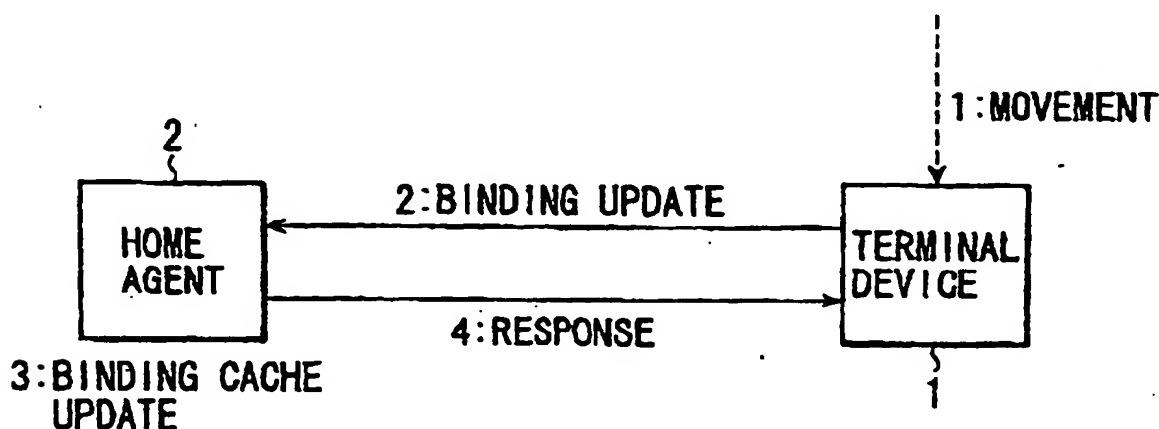 1:MOVEMENT
2
2:BINDING UPDATE
HOME
AGENT
TERMINAL
DEVICE
4:RESPONSE
3:BINDING CACHE
UPDATE
1